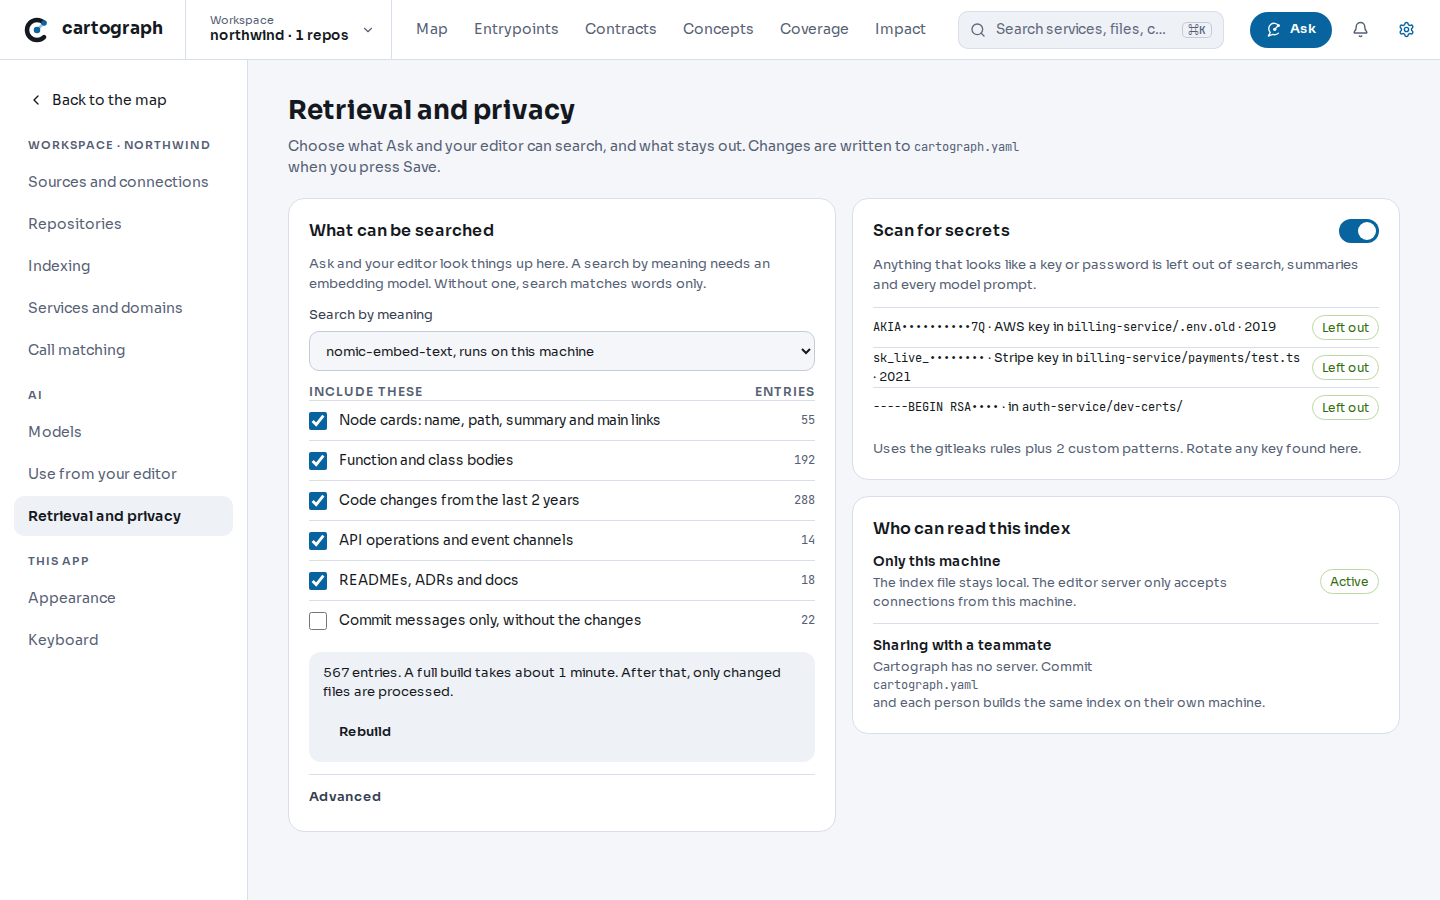 cartograph
Workspace
northwind · 1 repos
Map
Entrypoints
Contracts
Concepts
Coverage
Impact
Search services, files, c...
⌘K
Ask
Back to the map
WORKSPACE · NORTHWIND
Sources and connections
Repositories
Indexing
Services and domains
Call matching
AI
Models
Use from your editor
Retrieval and privacy
THIS APP
Appearance
Keyboard
Retrieval and privacy
Choose what Ask and your editor can search, and what stays out. Changes are written to cartograph.yaml
when you press Save.
What can be searched
Ask and your editor look things up here. A search by meaning needs an
embedding model. Without one, search matches words only.
Search by meaning
nomic-embed-text, runs on this machine
INCLUDE THESE ENTRIES
Node cards: name, path, summary and main links 55
Function and class bodies 192
Code changes from the last 2 years 288
API operations and event channels 14
READMEs, ADRs and docs 18
Commit messages only, without the changes 22
567 entries. A full build takes about 1 minute. After that, only changed
files are processed.
Rebuild
Advanced
Scan for secrets
Anything that looks like a key or password is left out of search, summaries
and every model prompt.
AKIA••••••••••7Q · AWS key in billing-service/.env.old · 2019 Left out
sk_live_•••••••• · Stripe key in billing-service/payments/test.ts
· 2021 Left out
-----BEGIN RSA•••• · in auth-service/dev-certs/ Left out
Uses the gitleaks rules plus 2 custom patterns. Rotate any key found here.
Who can read this index
Only this machine
The index file stays local. The editor server only accepts
connections from this machine.
Active
Sharing with a teammate
Cartograph has no server. Commit
cartograph.yaml
and each person builds the same index on their own machine.